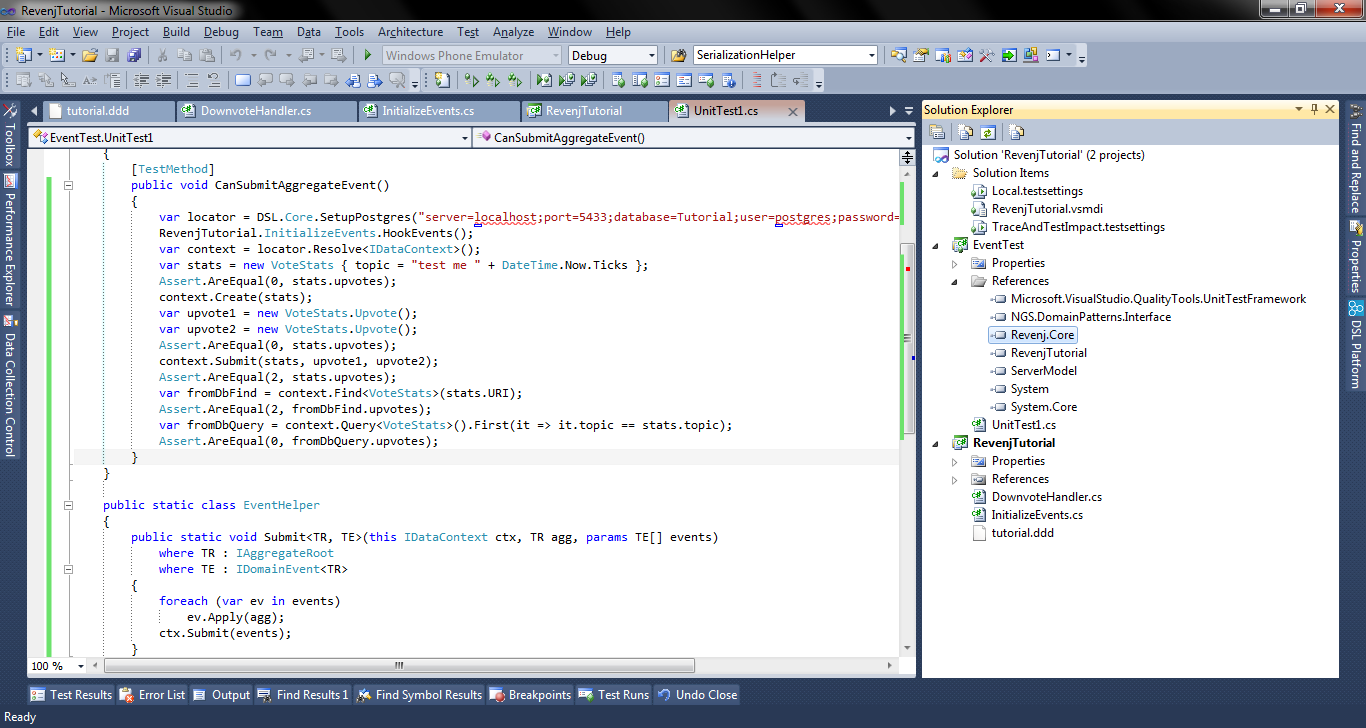 RevenjTutorial - Microsoft Visual Studio
File Edit View Project Build Debug Team Data Tools Architecture Test Analyze Window Help
Windows Phone Emulator Debug SerializationHelper
tutorial.ddd DownvoteHandler.cs InitializeEvents.cs RevenjTutorial UnitTest1.cs
EventTest.UnitTest1 CanSubmitAggregateEvent()
{
[TestMethod]
public void CanSubmitAggregateEvent()
{
var locator = DSL.Core.SetupPostgres("server=localhost;port=5433;database=Tutorial;user=postgres;password=
RevenjTutorial.InitializeEvents.HookEvents();
var context = locator.Resolve<IDataContext>();
var stats = new VoteStats { topic = "test me " + DateTime.Now.Ticks };
Assert.AreEqual(0, stats.upvotes);
context.Create(stats);
var upvote1 = new VoteStats.Upvote();
var upvote2 = new VoteStats.Upvote();
Assert.AreEqual(0, stats.upvotes);
context.Submit(stats, upvote1, upvote2);
Assert.AreEqual(2, stats.upvotes);
var fromDbFind = context.Find<VoteStats>(stats.URI);
Assert.AreEqual(2, fromDbFind.upvotes);
var fromDbQuery = context.Query<VoteStats>().First(it => it.topic == stats.topic);
Assert.AreEqual(0, fromDbQuery.upvotes);
}
}
public static class EventHelper
{
public static void Submit<TR, TE>(this IDataContext ctx, TR agg, params TE[] events)
where TR : IAggregateRoot
where TE : IDomainEvent<TR>
{
foreach (var ev in events)
ev.Apply(agg);
ctx.Submit(events);
}
100 %
Solution Explorer
Solution 'RevenjTutorial' (2 projects)
Solution Items
Local.testsettings
RevenjTutorial.vsmdi
TraceAndTestImpact.testsettings
EventTest
Properties
References
Microsoft.VisualStudio.QualityTools.UnitTestFramework
NGS.DomainPatterns.Interface
Revenj.Core
RevenjTutorial
ServerModel
System
System.Core
UnitTest1.cs
RevenjTutorial
Properties
References
DownvoteHandler.cs
InitializeEvents.cs
tutorial.ddd
Toolbox
Performance Explorer
Data Collection Control
Find and Replace
Properties
DSL Platform
Test Results Error List Output Find Results 1 Find Symbol Results Breakpoints Test Runs Undo Close
Ready